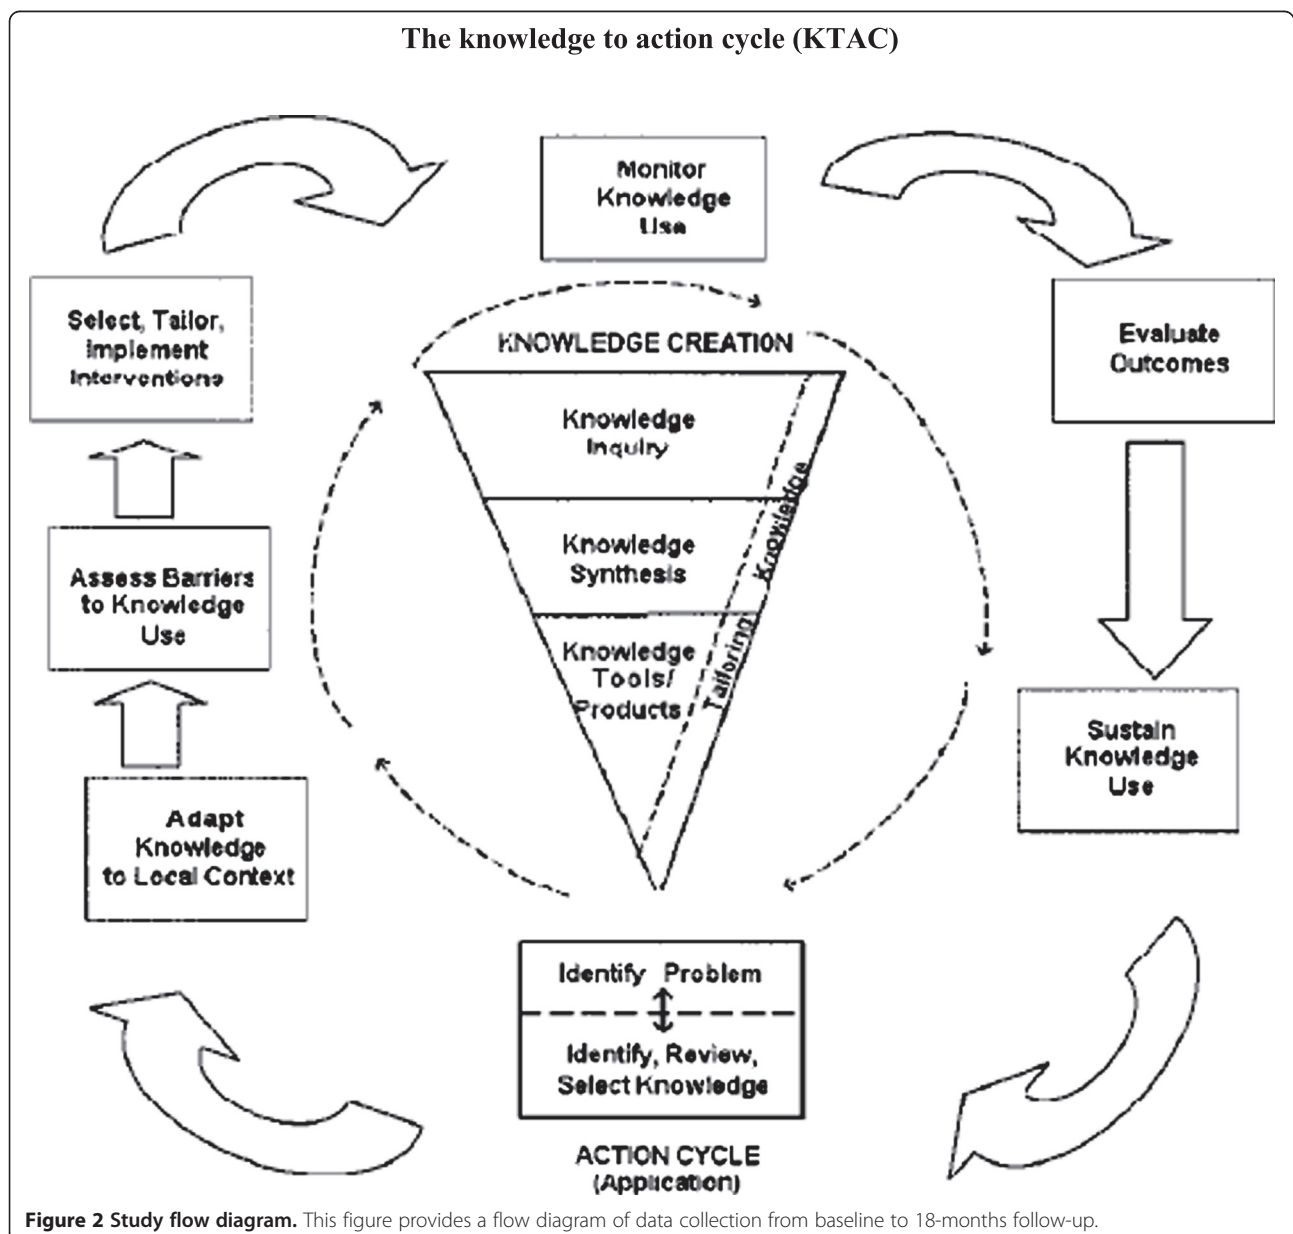 The knowledge to action cycle (KTAC)
Monitor
Knowledge
Use
Select, Tailor,
Implement
Interventions
Evaluate
Outcomes
KNOWLEDGE CREATION
Knowledge
Inquiry
Knowledge
Synthesis
Knowledge
Tools/
Products
Tailoring Knowledge
Assess Barriers
to Knowledge
Use
Sustain
Knowledge
Use
Adapt
Knowledge
to Local Context
Identify Problem
Identify, Review,
Select Knowledge
ACTION CYCLE
(Application)
Figure 2 Study flow diagram. This figure provides a flow diagram of data collection from baseline to 18-months follow-up.